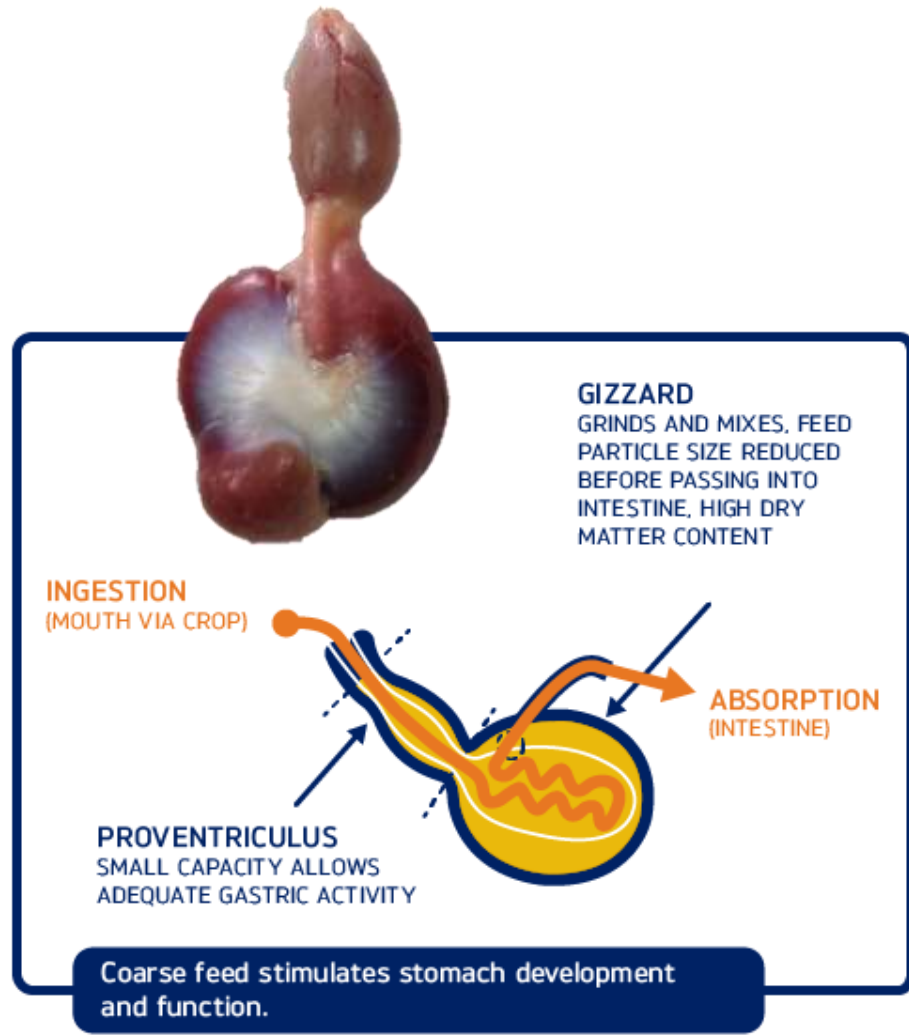 GIZZARD
GRINDS AND MIXES, FEED
PARTICLE SIZE REDUCED
BEFORE PASSING INTO
INTESTINE, HIGH DRY
MATTER CONTENT
INGESTION
(MOUTH VIA CROP)
ABSORPTION
(INTESTINE)
PROVENTRICULUS
SMALL CAPACITY ALLOWS
ADEQUATE GASTRIC ACTIVITY
Coarse feed stimulates stomach development
and function.